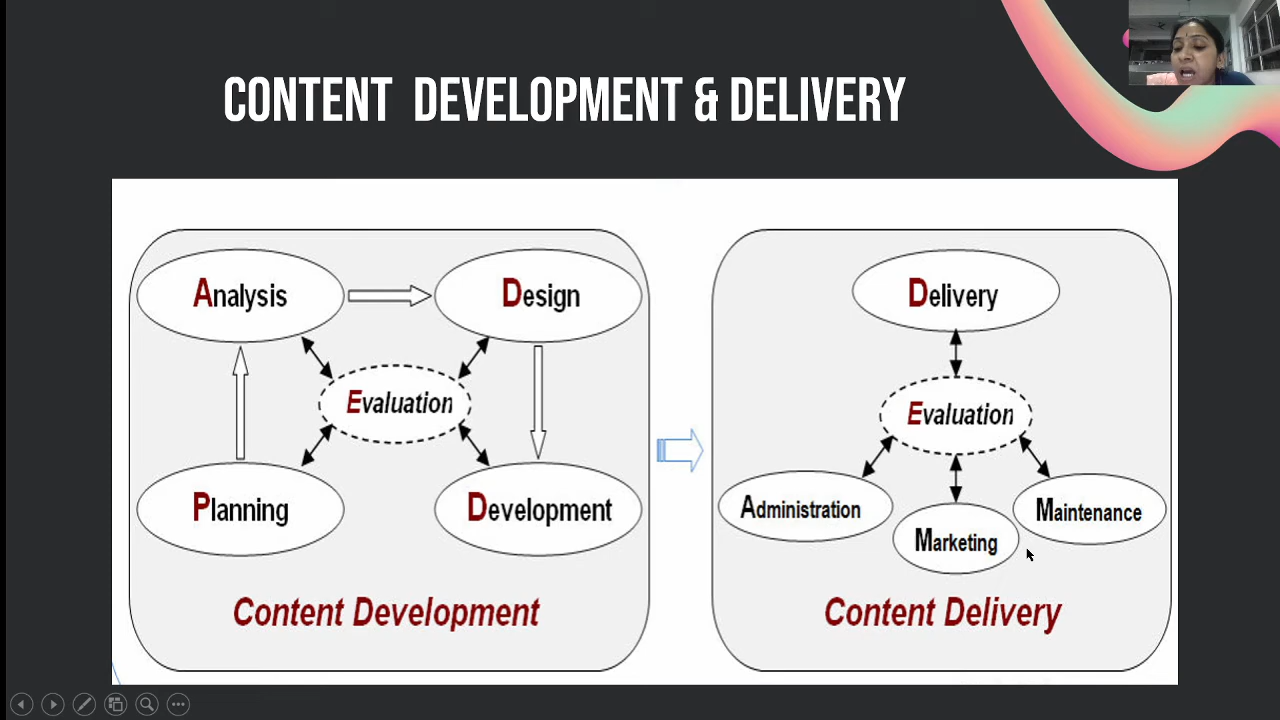 CONTENT DEVELOPMENT & DELIVERY
Analysis
Design
Evaluation
Planning
Development
Content Development
Delivery
Evaluation
Administration
Marketing
Maintenance
Content Delivery